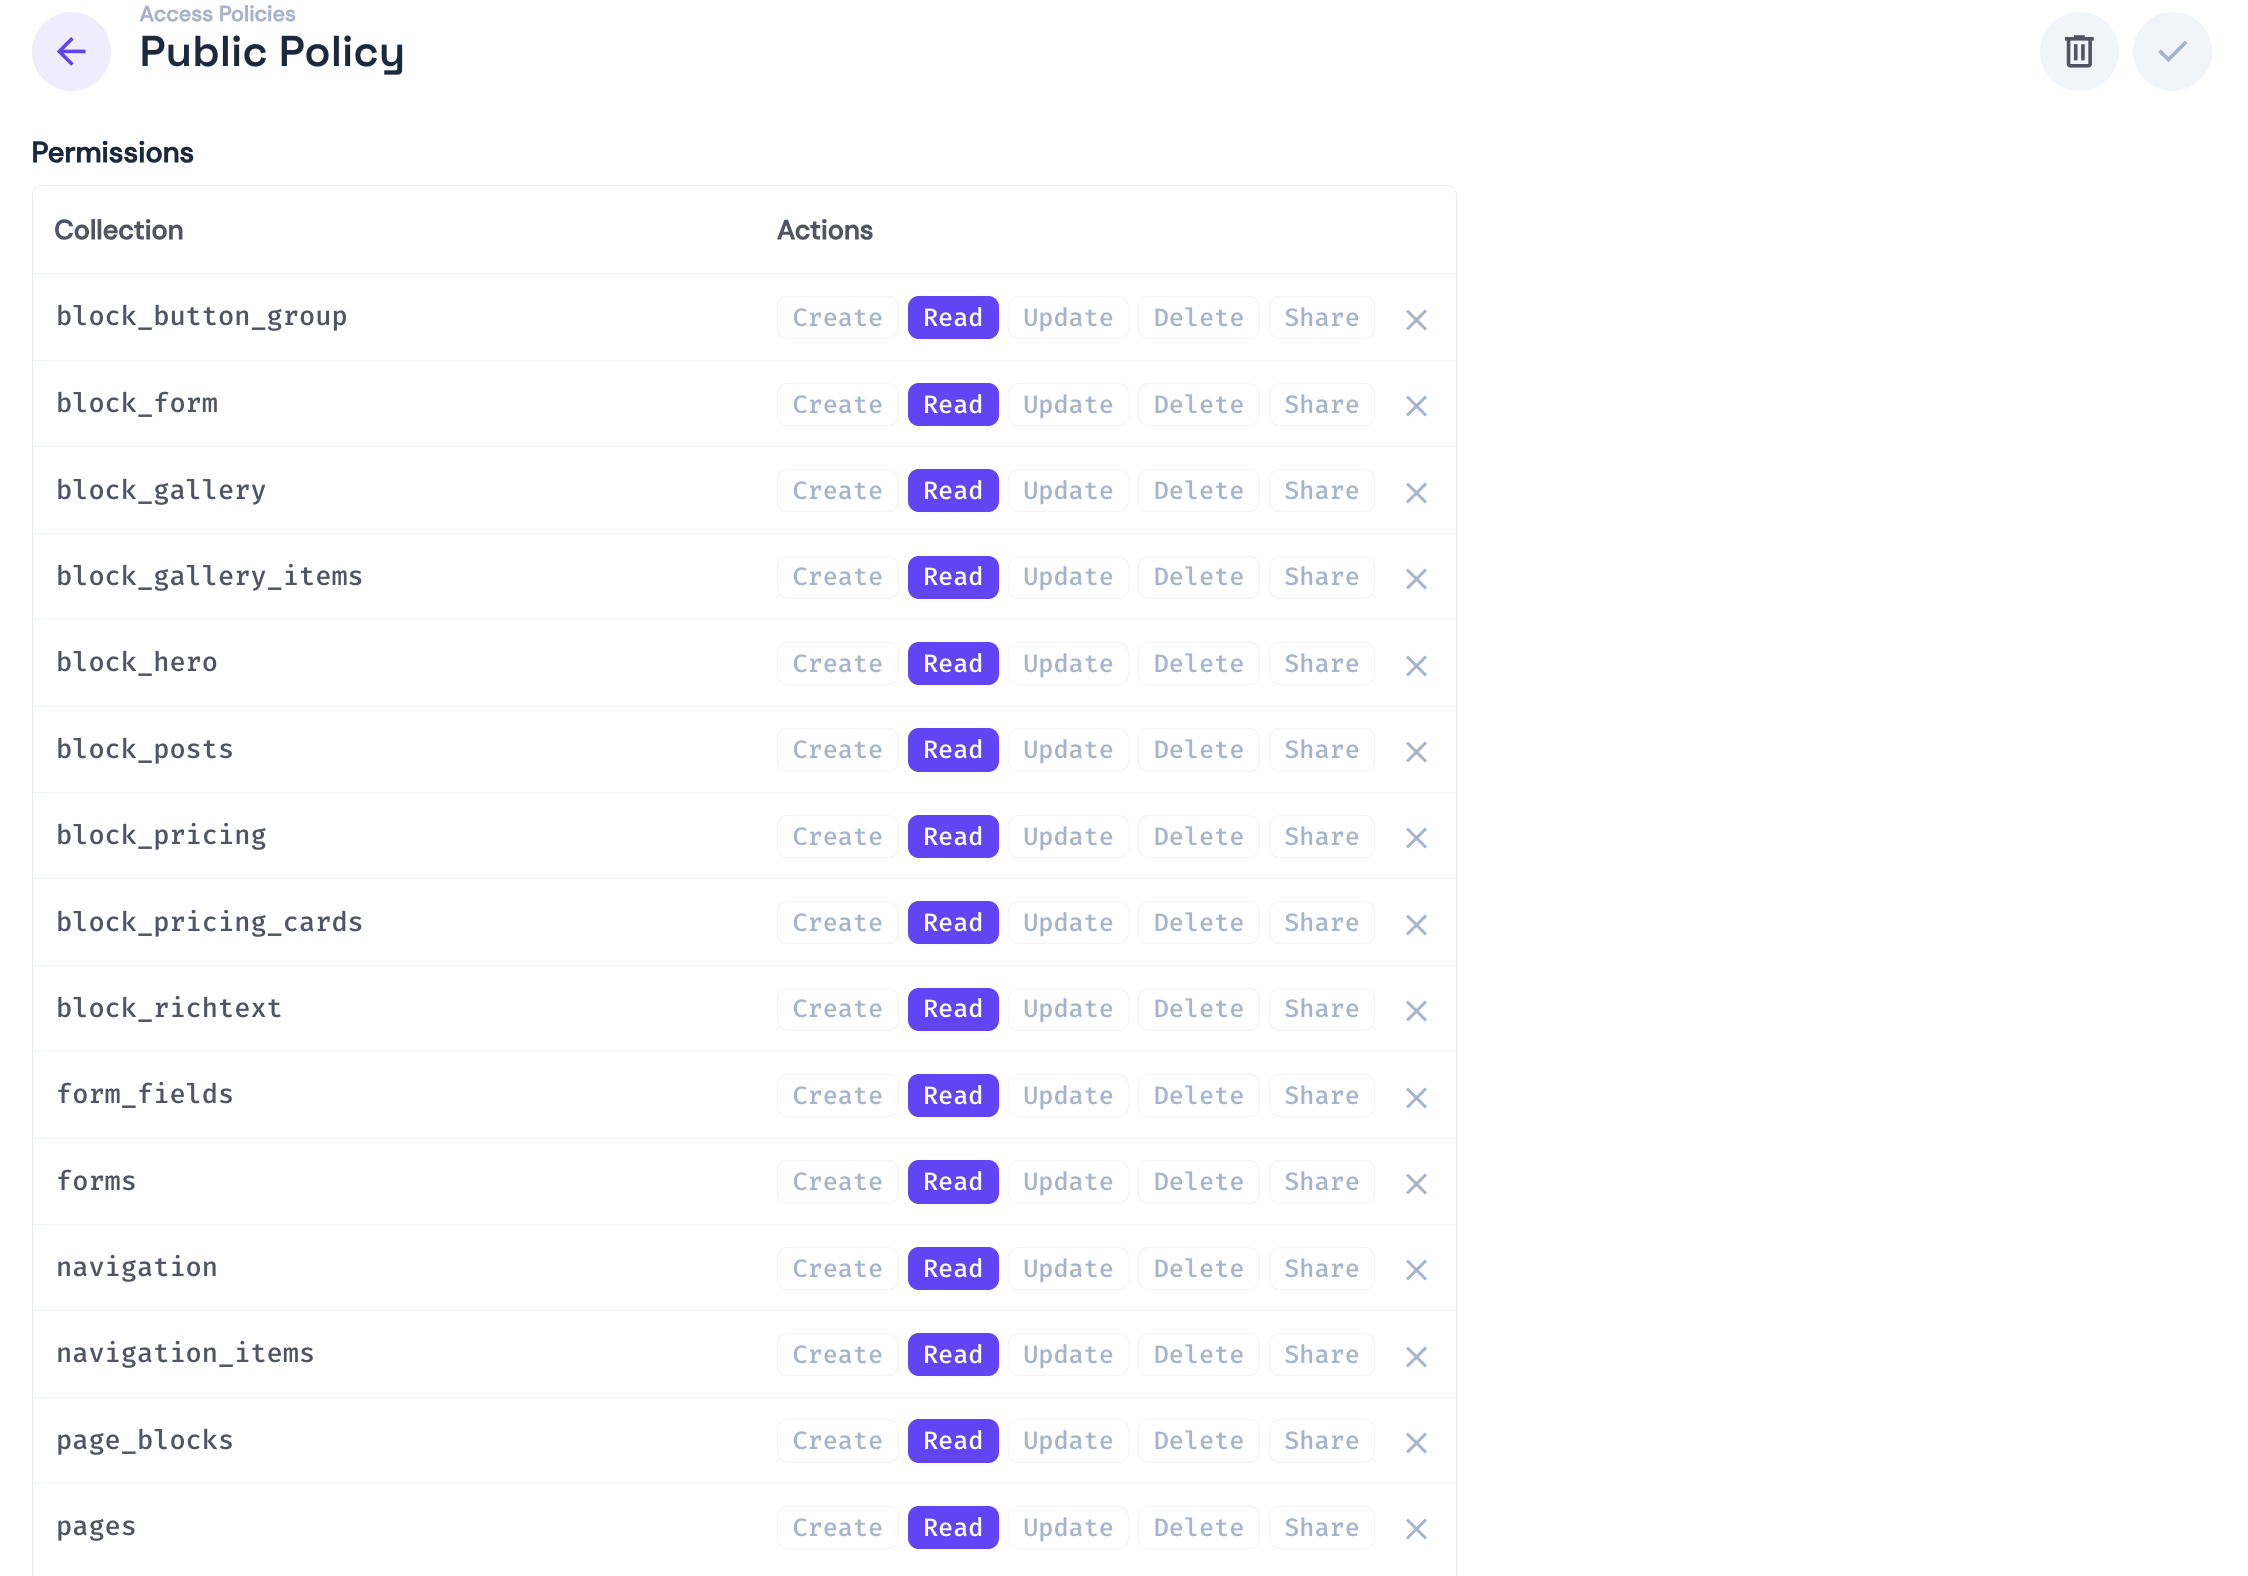 Access Policies
Public Policy
Permissions
Collection Actions
block_button_group Create Read Update Delete Share
block_form Create Read Update Delete Share
block_gallery Create Read Update Delete Share
block_gallery_items Create Read Update Delete Share
block_hero Create Read Update Delete Share
block_posts Create Read Update Delete Share
block_pricing Create Read Update Delete Share
block_pricing_cards Create Read Update Delete Share
block_richtext Create Read Update Delete Share
form_fields Create Read Update Delete Share
forms Create Read Update Delete Share
navigation Create Read Update Delete Share
navigation_items Create Read Update Delete Share
page_blocks Create Read Update Delete Share
pages Create Read Update Delete Share